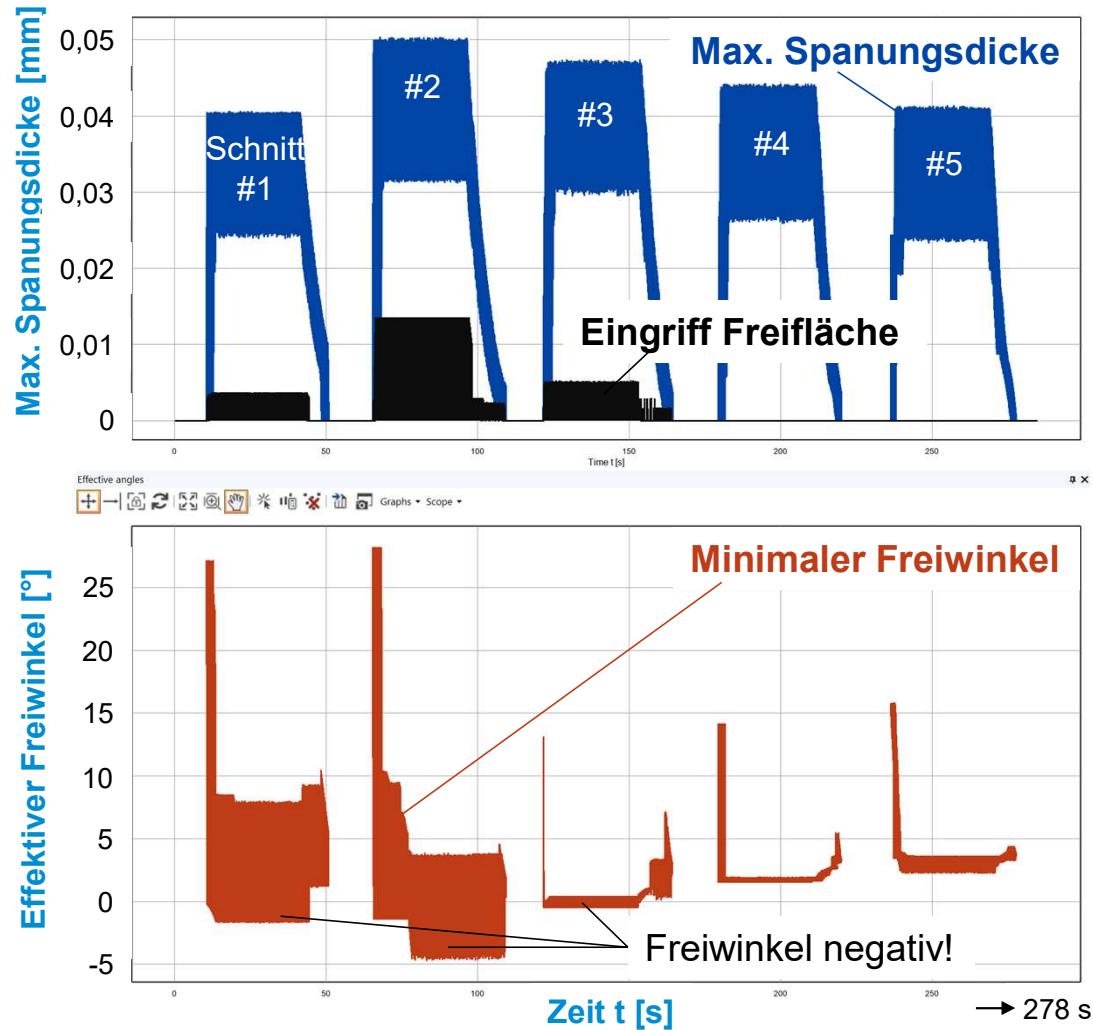 Max. Spanungsdicke [mm]
0,05
0,04
0,03
0,02
0,01
0
Max. Spanungsdicke
Schnitt
#1
#2
#3
#4
#5
Eingriff Freifläche
0
50
100
150
200
250
Time t [s]
Effective angles
Graphs
Scope
Effektiver Freiwinkel [°]
25
20
15
10
5
0
-5
Minimaler Freiwinkel
Freiwinkel negativ!
0
50
100
150
200
250
Zeit t [s]
278 s